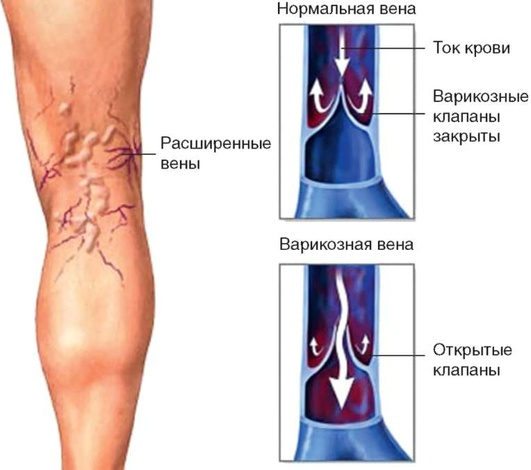 Нормальная вена
Ток крови
Варикозные
клапаны
закрыты
Расширенные
вены
Варикозная вена
Открытые
клапаны